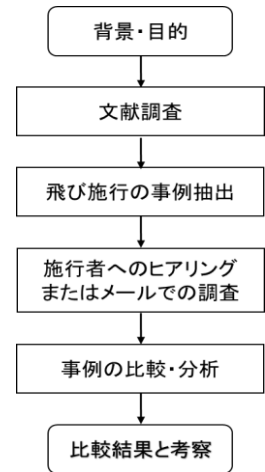 背景・目的
文献調査
飛び施行の事例抽出
施行者へのヒアリング
またはメールでの調査
事例の比較・分析
比較結果と考察